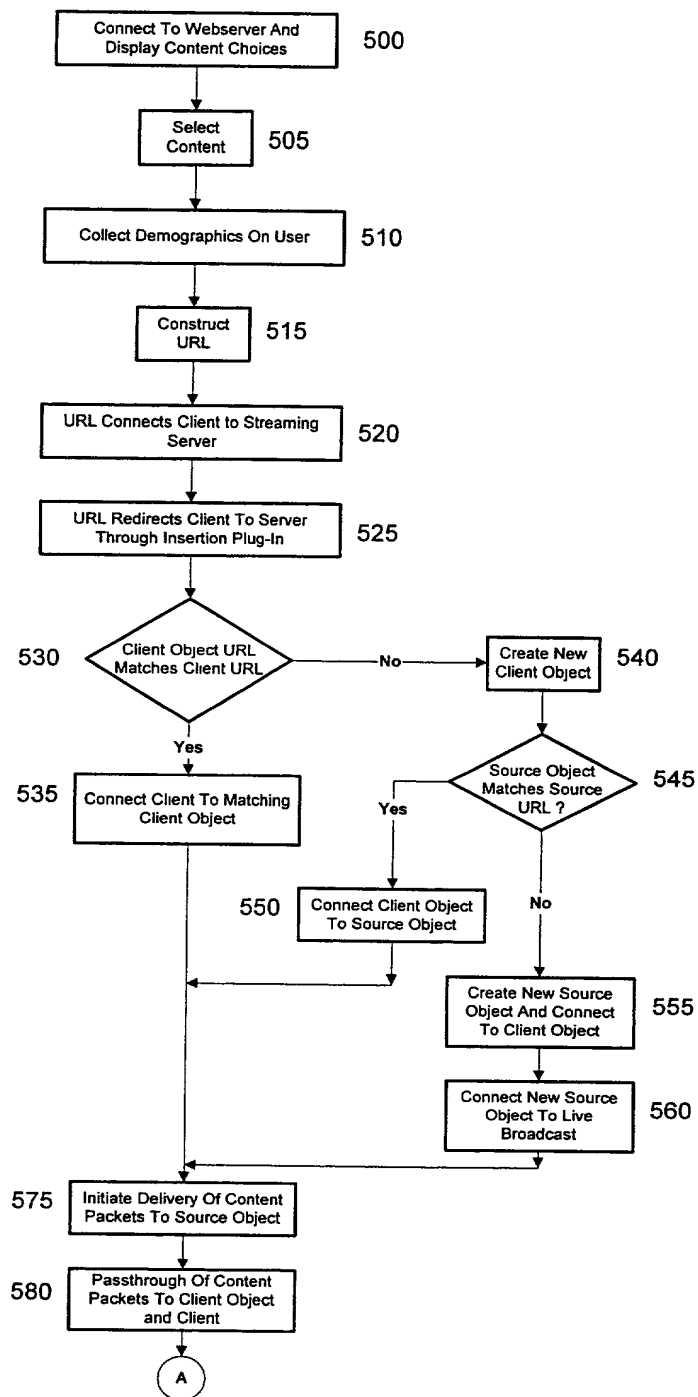 Connect To Webserver And
Display Content Choices
500
Select
Content
505
Collect Demographics On User
510
Construct
URL
515
URL Connects Client to Streaming
Server
520
URL Redirects Client To Server
Through Insertion Plug-In
525
530
Client Object URL
Matches Client URL
No
Create New
Client Object
540
Yes
535
Connect Client To Matching
Client Object
Source Object
Matches Source
URL ?
545
Yes
550
Connect Client Object
To Source Object
No
Create New Source
Object And Connect
To Client Object
555
Connect New Source
Object To Live
Broadcast
560
575
Initiate Delivery Of Content
Packets To Source Object
580
Passthrough Of Content
Packets To Client Object
and Client
A